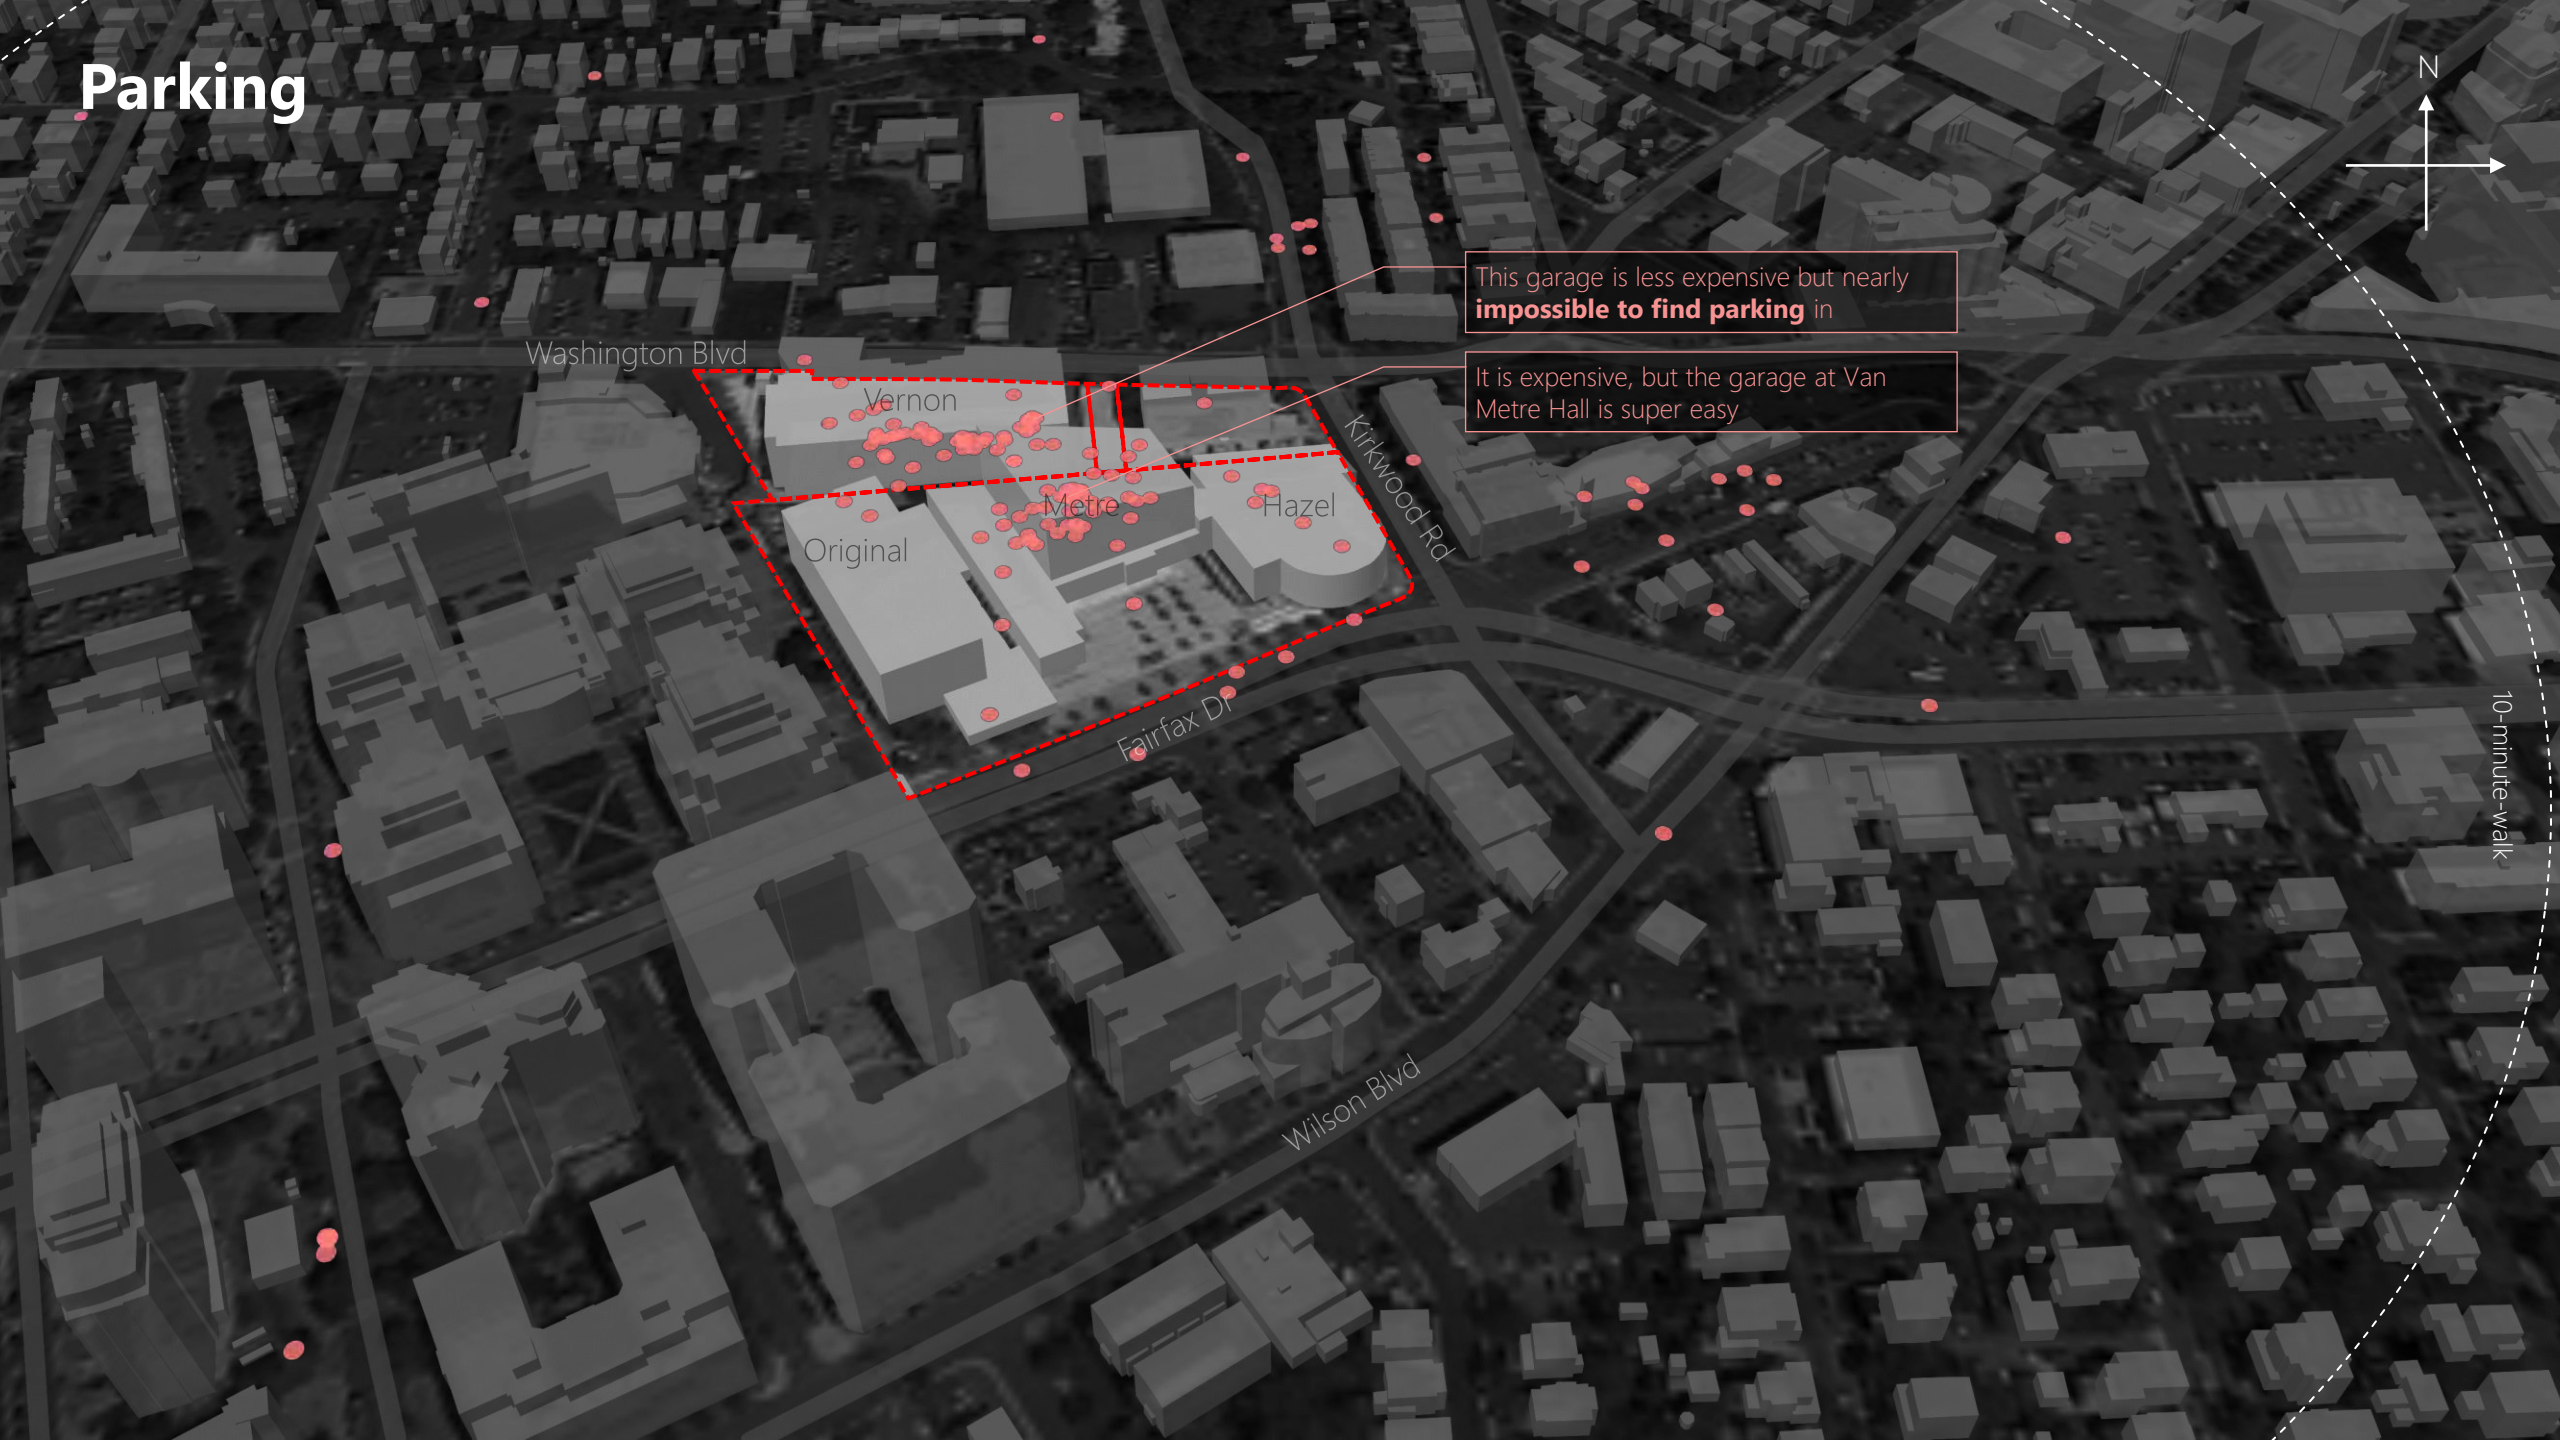 Parking
N
This garage is less expensive but nearly
impossible to find parking in
Washington Blvd
It is expensive, but the garage at Van
Metre Hall is super easy
Vernon
Kirkwood Rd
Metre
Hazel
Original
Fairfax Dr
10-minute-walk
Wilson Blvd